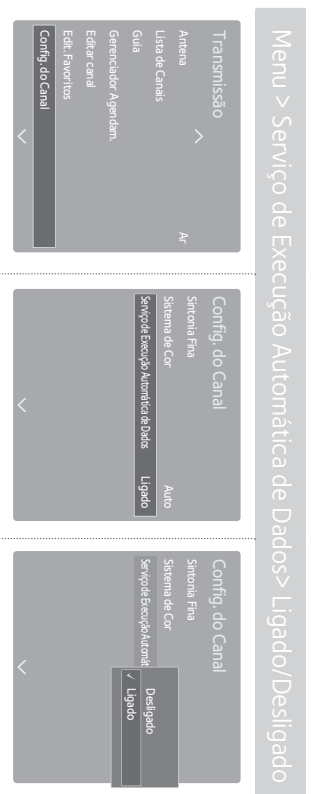 Menu > Serviço de Execução Automática de Dados> Ligado/Desligado
Transmissão
Antena Ar
Lista de Canais
Guia
Gerenciador Agendam.
Editar canal
Edit. Favoritos
Config. do Canal
Config. do Canal
Sintonia Fina
Sistema de Cor Auto
Serviço de Execução Automática de Dados Ligado
Config. do Canal
Sintonia Fina
Sistema de Cor
Serviço de Execução Automát
Desligado
✓ Ligado